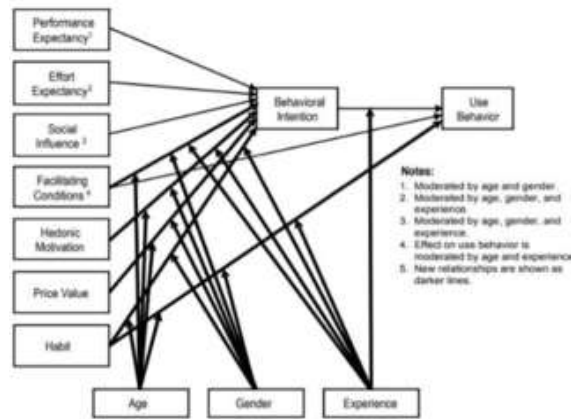 Performance
Expectancy1
Effort
Expectancy2
Social
Influence 3
Facilitating
Conditions 4
Hedonic
Motivation
Price Value
Habit
Behavioral
Intention
Use
Behavior
Notes:
1. Moderated by age and gender.
2. Moderated by age, gender, and
experience.
3. Moderated by age, gender, and
experience.
4. Effect on use behavior is
moderated by age and experience
5. New relationships are shown as
darker lines.
Age
Gender
Experience